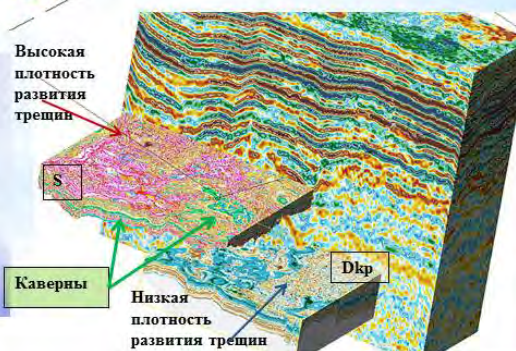 Высокая
плотность
развития
трещин
S
Каверны
Dkp
Низкая
плотность
развития трещин